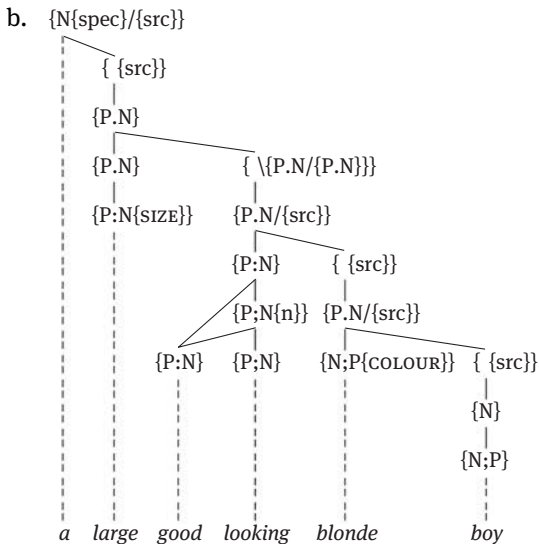 b. {N{spec}/{src}}
{ {src}}
{P.N}
{P.N} { \{P.N/{P.N}}}
{P:N{SIZE}} {P.N/{src}}
{P:N} { {src}}
{P;N{n}} {P.N/{src}}
{P:N} {P;N} {N;P{COLOUR}} { {src}}
{N}
{N;P}
a large good looking blonde boy